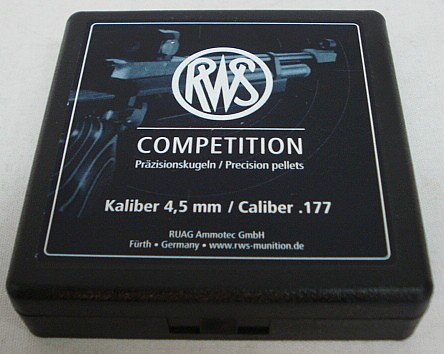 RWS
COMPETITION
Präzisionskugeln / Precision pellets
Kaliber 4,5 mm / Caliber .177
RUAG Ammotec GmbH
Fürth • Germany • www.rws-munition.de